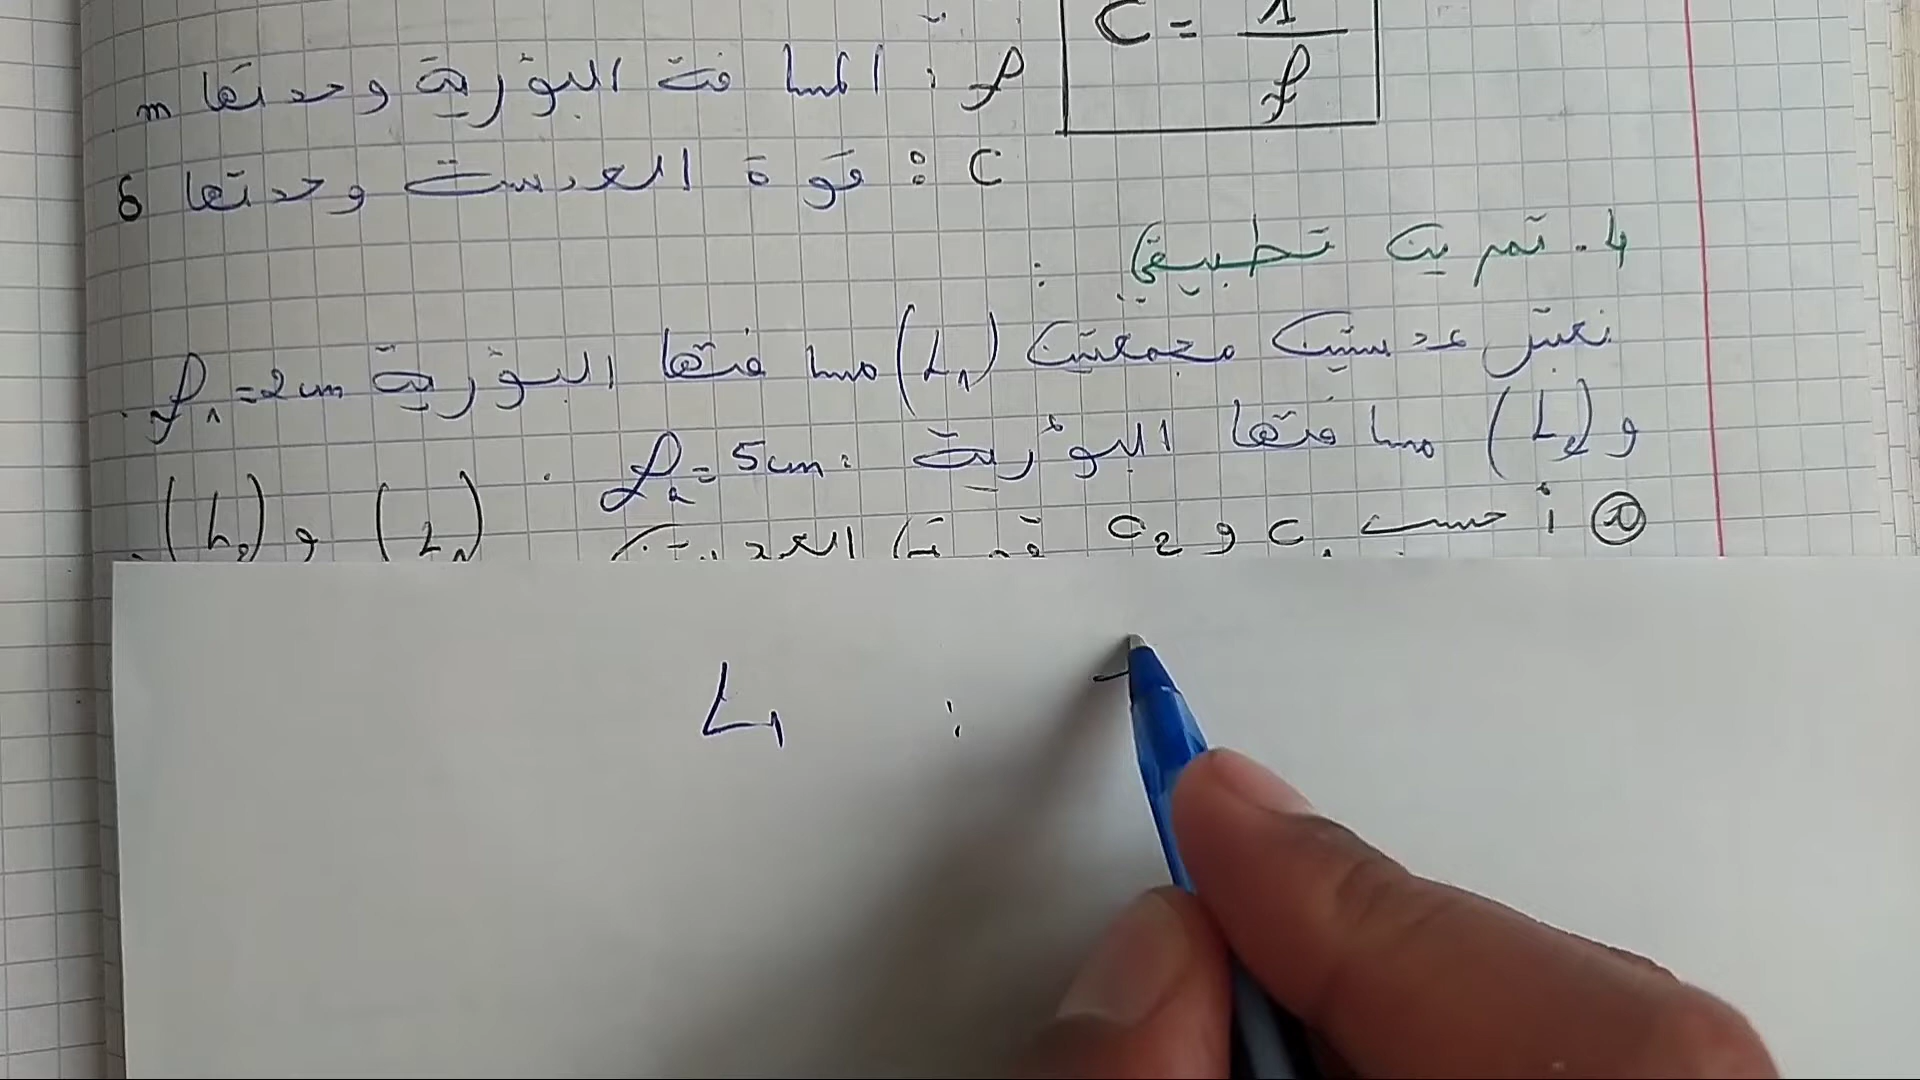 C = 1/f
f : المسافة البؤرية وحدتها m
C : قوة العدسة وحدتها δ
4. تمرين تطبيقي :
نعتبر عدستين مجمعتين (L1) مسافتها البؤرية f1 = 2cm
و (L2) مسافتها البؤرية f2 = 5cm.
① أحسب C1 و C2 قوتا العدستين (L1) و (L2).
L1 :